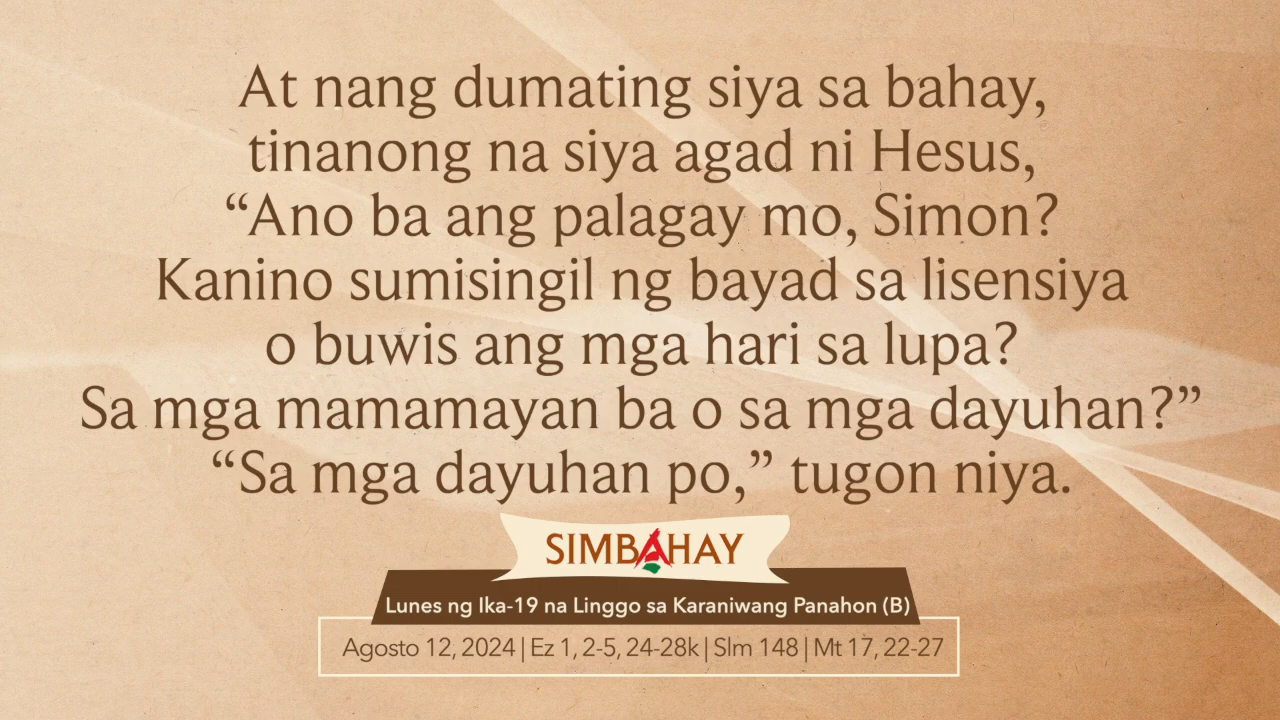 At nang dumating siya sa bahay,
tinanong na siya agad ni Hesus,
“Ano ba ang palagay mo, Simon?
Kanino sumisingil ng bayad sa lisensiya
o buwis ang mga hari sa lupa?
Sa mga mamamayan ba o sa mga dayuhan?”
“Sa mga dayuhan po,” tugon niya.
SIMBAHAY
Lunes ng Ika-19 na Linggo sa Karaniwang Panahon (B)
Agosto 12, 2024 | Ez 1, 2-5, 24-28k | Slm 148 | Mt 17, 22-27